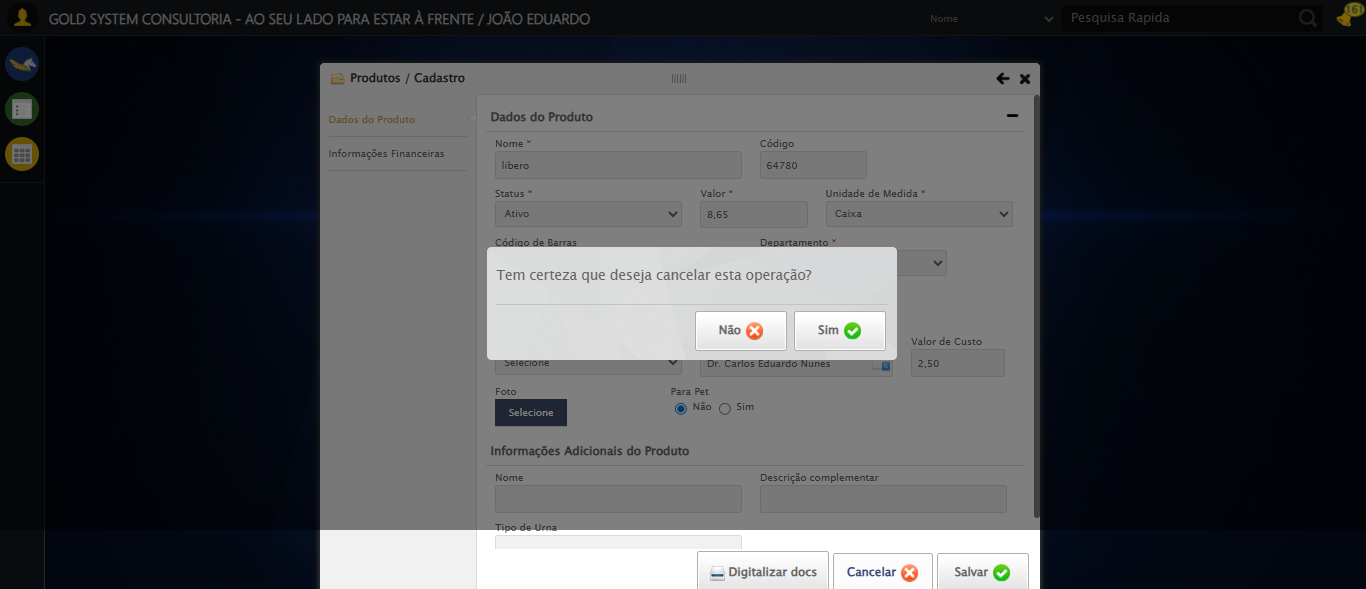 GOLD SYSTEM CONSULTORIA - AO SEU LADO PARA ESTAR À FRENTE / JOÃO EDUARDO
Nome
Pesquisa Rapida
161
Produtos / Cadastro
Dados do Produto
Informações Financeiras
Dados do Produto
Nome *
Código
libero
64780
Status *
Valor *
Unidade de Medida *
Ativo
8,65
Caixa
Código de Barras
Departamento *
Tem certeza que deseja cancelar esta operação?
Não
Sim
Valor de Custo
Selecione
Dr. Carlos Eduardo Nunes
2,50
Foto
Para Pet
Selecione
Não
Sim
Informações Adicionais do Produto
Nome
Descrição complementar
Tipo de Urna
Digitalizar docs
Cancelar
Salvar